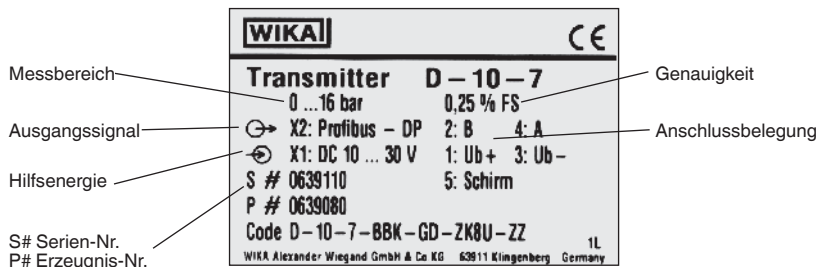 WIKA CE
Messbereich
Transmitter D–10–7
Genauigkeit
0 ...16 bar 0,25 % FS
Ausgangssignal
X2: Profibus – DP 2: B 4: A
Anschlussbelegung
Hilfsenergie
X1: DC 10 ... 30 V 1: Ub+ 3: Ub–
S # 0639110 5: Schirm
P # 0639080
S# Serien-Nr.
P# Erzeugnis-Nr.
Code D–10–7–BBK–GD–ZK8U–ZZ 1L
WIKA Alexander Wiegand GmbH & Co KG 63911 Klingenberg Germany